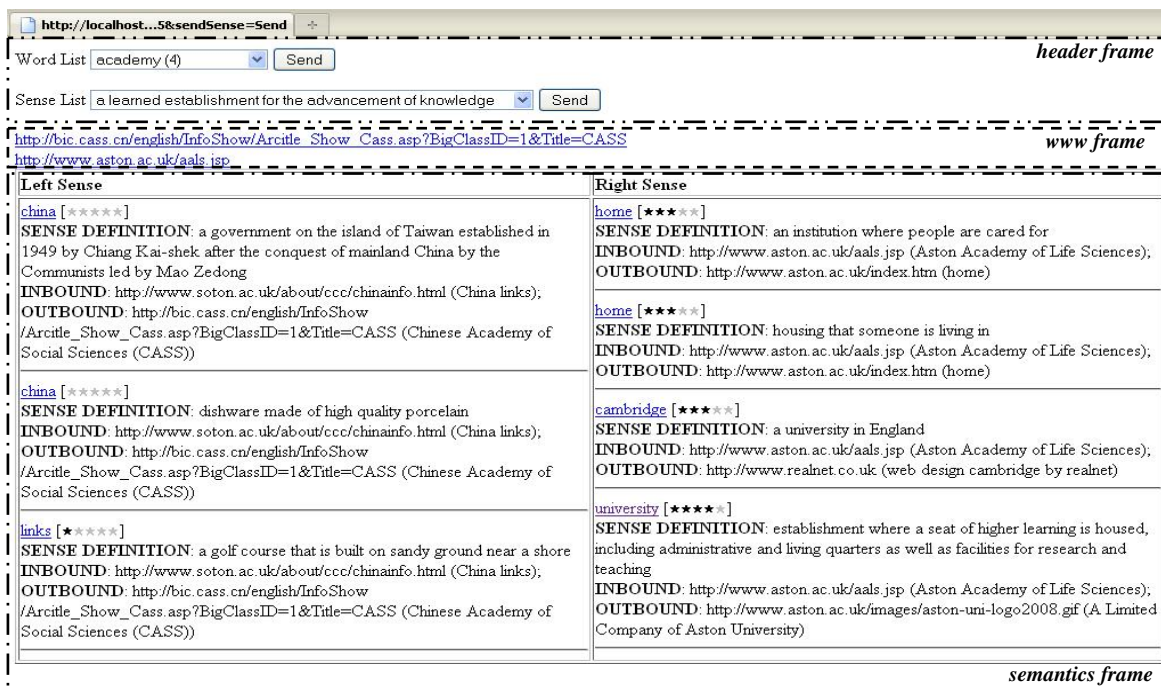 http://localhost...5&sendSense=Send
header frame
Word List academy (4) Send
Sense List a learned establishment for the advancement of knowledge Send
http://bic.cass.cn/english/InfoShow/Arcitle_Show_Cass.asp?BigClassID=1&Title=CASS
www frame
http://www.aston.ac.uk/aals.jsp
Left Sense
china [★★★★★]
SENSE DEFINITION: a government on the island of Taiwan established in
1949 by Chiang Kai-shek after the conquest of mainland China by the
Communists led by Mao Zedong
INBOUND: http://www.soton.ac.uk/about/ccc/chinainfo.html (China links);
OUTBOUND: http://bic.cass.cn/english/InfoShow
/Arcitle_Show_Cass.asp?BigClassID=1&Title=CASS (Chinese Academy of
Social Sciences (CASS))
china [★★★★★]
SENSE DEFINITION: dishware made of high quality porcelain
INBOUND: http://www.soton.ac.uk/about/ccc/chinainfo.html (China links);
OUTBOUND: http://bic.cass.cn/english/InfoShow
/Arcitle_Show_Cass.asp?BigClassID=1&Title=CASS (Chinese Academy of
Social Sciences (CASS))
links [★★★★★]
SENSE DEFINITION: a golf course that is built on sandy ground near a shore
INBOUND: http://www.soton.ac.uk/about/ccc/chinainfo.html (China links);
OUTBOUND: http://bic.cass.cn/english/InfoShow
/Arcitle_Show_Cass.asp?BigClassID=1&Title=CASS (Chinese Academy of
Social Sciences (CASS))
Right Sense
home [★★★★★]
SENSE DEFINITION: an institution where people are cared for
INBOUND: http://www.aston.ac.uk/aals.jsp (Aston Academy of Life Sciences);
OUTBOUND: http://www.aston.ac.uk/index.htm (home)
home [★★★★★]
SENSE DEFINITION: housing that someone is living in
INBOUND: http://www.aston.ac.uk/aals.jsp (Aston Academy of Life Sciences);
OUTBOUND: http://www.aston.ac.uk/index.htm (home)
cambridge [★★★★★]
SENSE DEFINITION: a university in England
INBOUND: http://www.aston.ac.uk/aals.jsp (Aston Academy of Life Sciences);
OUTBOUND: http://www.realnet.co.uk (web design cambridge by realnet)
university [★★★★★]
SENSE DEFINITION: establishment where a seat of higher learning is housed,
including administrative and living quarters as well as facilities for research and
teaching
INBOUND: http://www.aston.ac.uk/aals.jsp (Aston Academy of Life Sciences);
OUTBOUND: http://www.aston.ac.uk/images/aston-uni-logo2008.gif (A Limited
Company of Aston University)
semantics frame